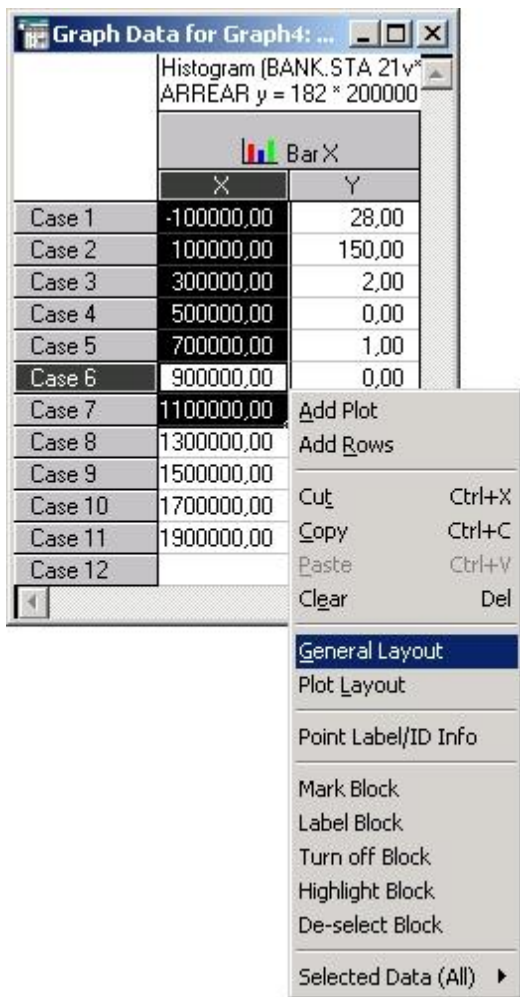 Graph Data for Graph4: ...
Histogram (BANK.STA 21v*
ARREAR y = 182 * 200000
Bar X
X Y
Case 1 -100000,00 28,00
Case 2 100000,00 150,00
Case 3 300000,00 2,00
Case 4 500000,00 0,00
Case 5 700000,00 1,00
Case 6 900000,00 0,00
Case 7 1100000,00
Case 8 1300000,00
Case 9 1500000,00
Case 10 1700000,00
Case 11 1900000,00
Case 12
Add Plot
Add Rows
Cut Ctrl+X
Copy Ctrl+C
Paste Ctrl+V
Clear Del
General Layout
Plot Layout
Point Label/ID Info
Mark Block
Label Block
Turn off Block
Highlight Block
De-select Block
Selected Data (All)